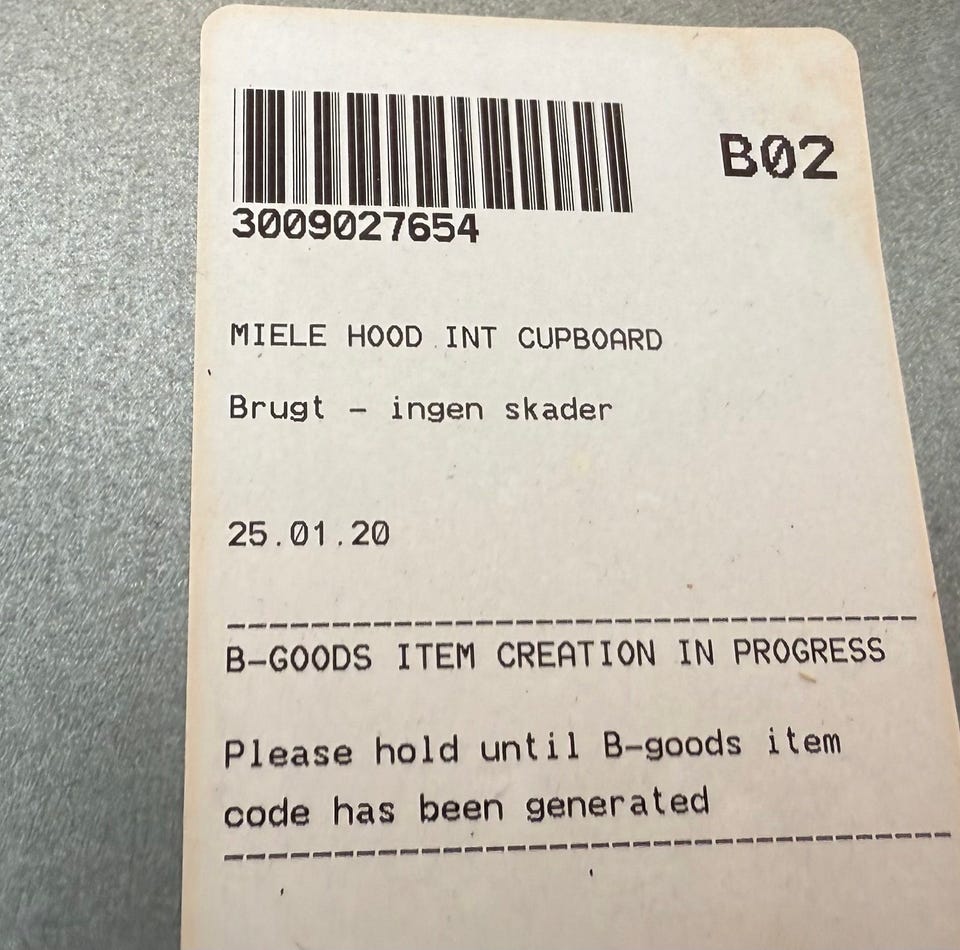 B02
3009027654
MIELE HOOD INT CUPBOARD
Brugt - ingen skader
25.01.20
B-GOODS ITEM CREATION IN PROGRESS
Please hold until B-goods item
code has been generated